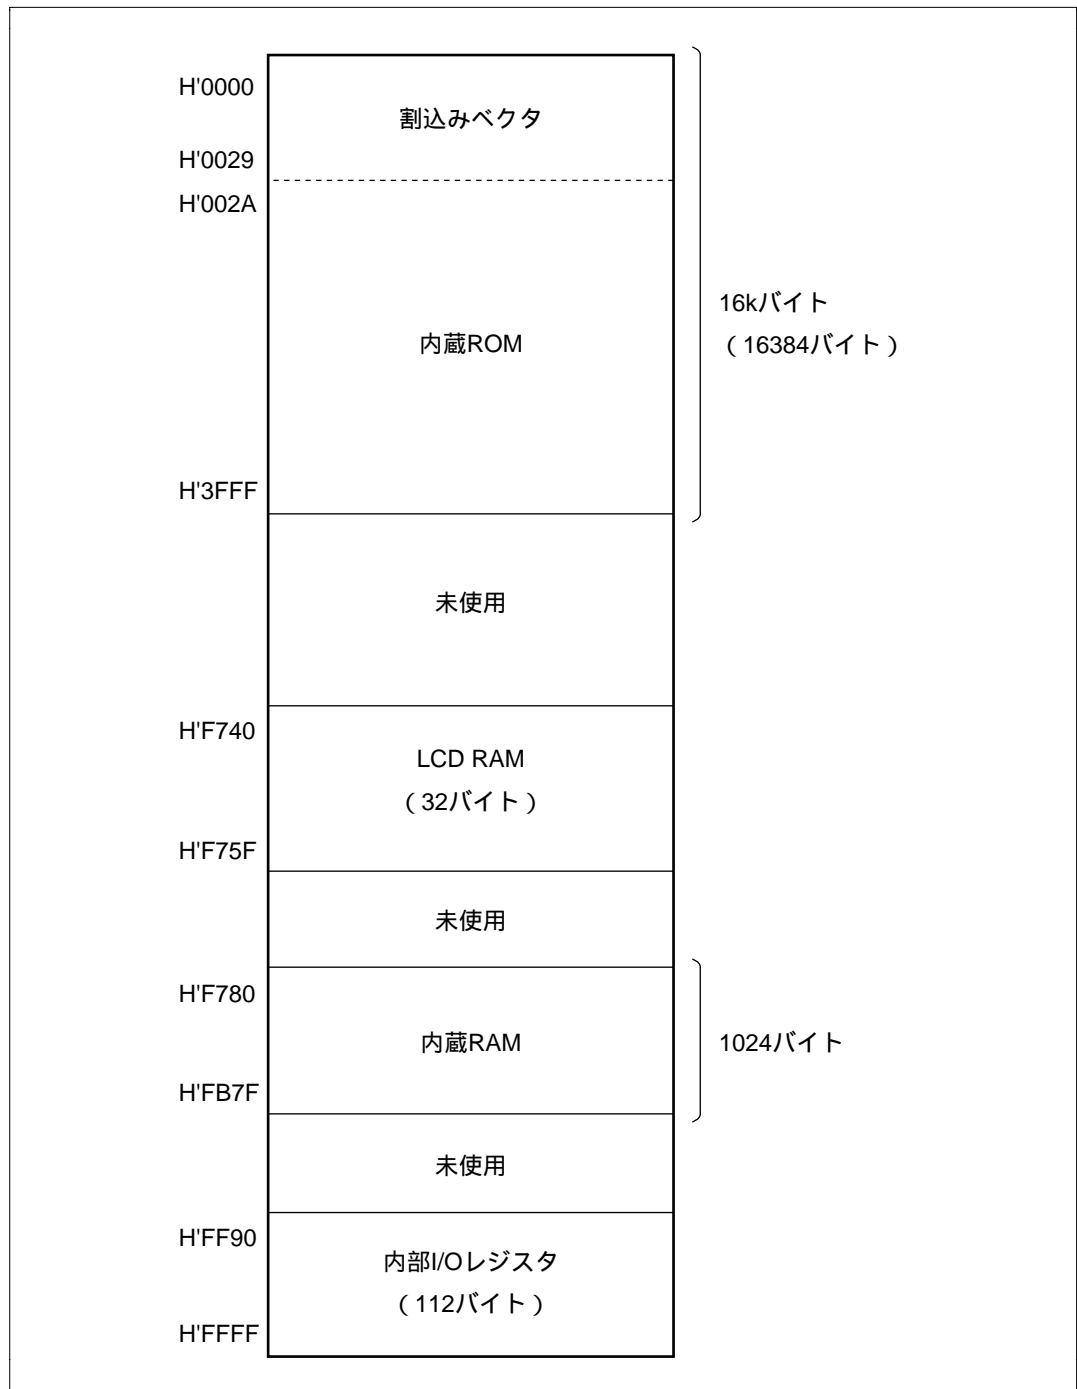 H'0000
割込みベクタ
H'0029
H'002A
16kバイト
内蔵ROM
（16384バイト）
H'3FFF
未使用
H'F740
LCD RAM
（32バイト）
H'F75F
未使用
H'F780
内蔵RAM
1024バイト
H'FB7F
未使用
H'FF90
内部I/Oレジスタ
（112バイト）
H'FFFF